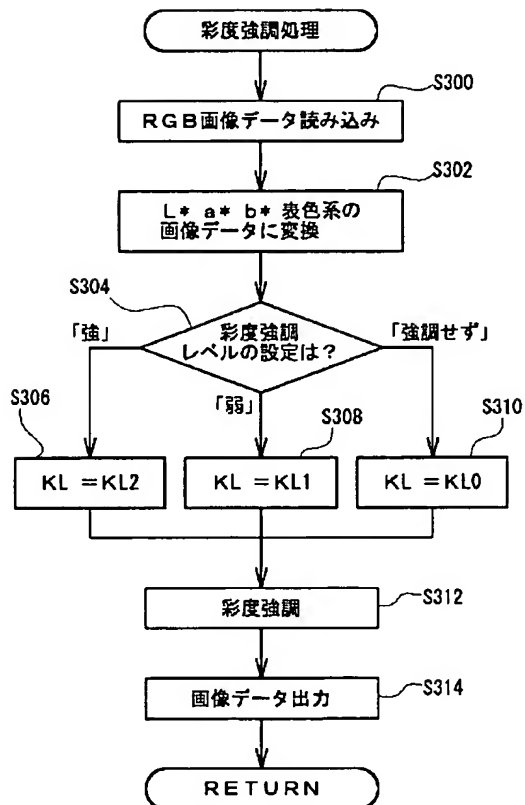 彩度強調処理
S300
RGB画像データ読み込み
S302
L* a* b* 表色系の
画像データに変換
S304
彩度強調
レベルの設定は？
「強」
「弱」
「強調せず」
S306
KL =KL2
S308
KL =KL1
S310
KL =KL0
彩度強調
S312
画像データ出力
S314
RETURN